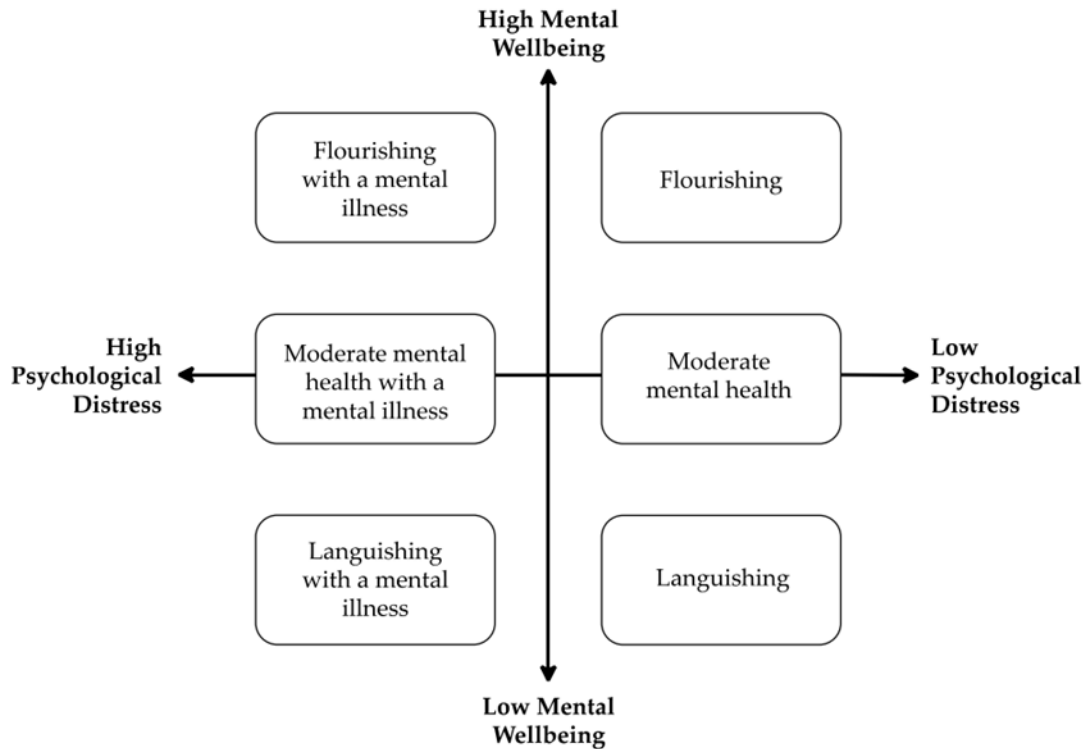 High Mental
Wellbeing
Flourishing
with a mental
illness
Flourishing
High
Psychological
Distress
Moderate mental
health with a
mental illness
Moderate
mental health
Low
Psychological
Distress
Languishing
with a mental
illness
Languishing
Low Mental
Wellbeing